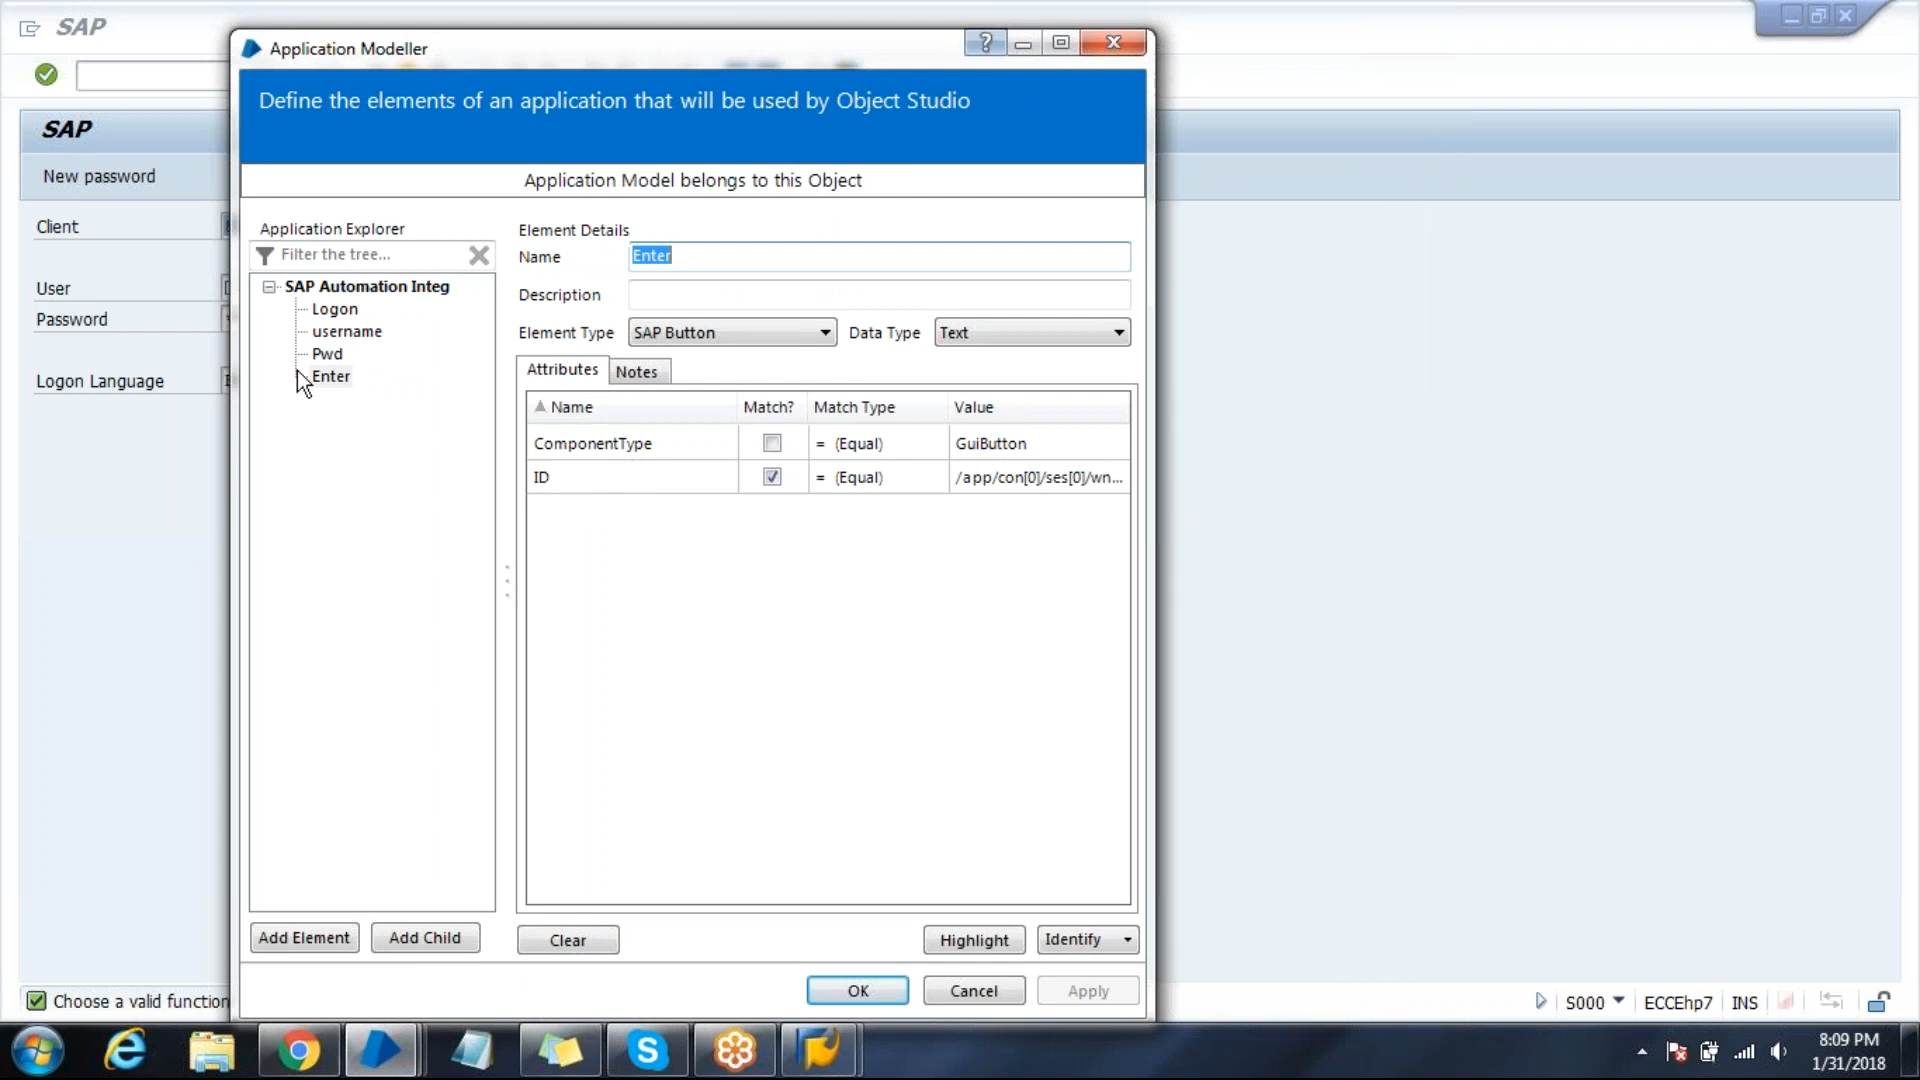 SAP
SAP
New password
Client
User
Password
Logon Language
Choose a valid function
Application Modeller
?
Define the elements of an application that will be used by Object Studio
Application Model belongs to this Object
Application Explorer
Filter the tree...
SAP Automation Integ
Logon
username
Pwd
Enter
Add Element
Add Child
Element Details
Name
Enter
Description
Element Type
SAP Button
Data Type
Text
Attributes
Notes
Name Match? Match Type Value
ComponentType = (Equal) GuiButton
ID = (Equal) /app/con[0]/ses[0]/wn...
Clear
Highlight
Identify
OK
Cancel
Apply
S000
ECCEhp7
INS
8:09 PM
1/31/2018